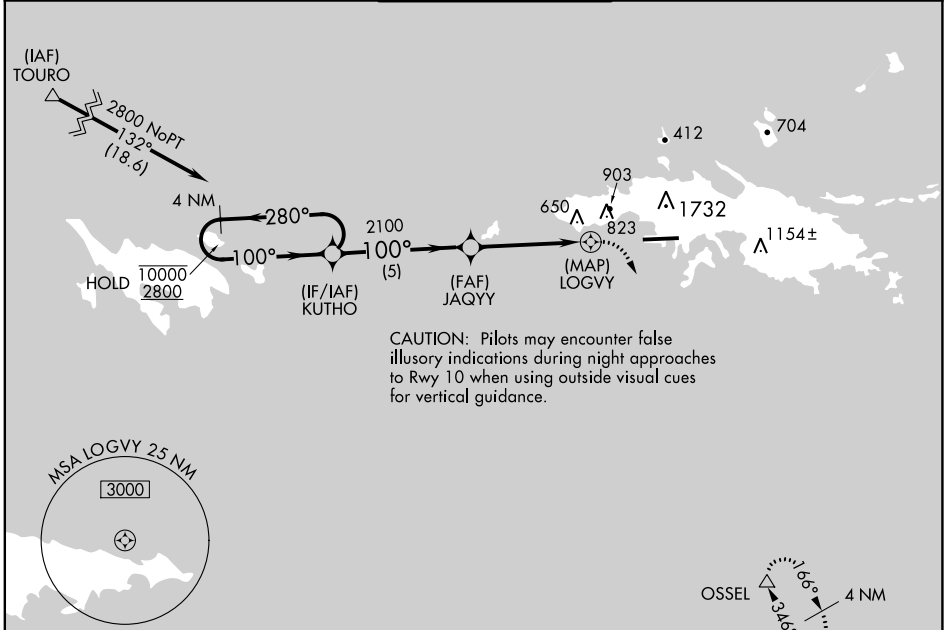 (IAF)
TOURO
2800 NoPT
132°
(18.6)
4 NM
280°
100°
HOLD
10000
2800
(IF/IAF)
KUTHO
2100
100°
(5)
(FAF)
JAQYY
(MAP)
LOGVY
650
903
823
412
704
1732
1154±
CAUTION: Pilots may encounter false
illusory indications during night approaches
to Rwy 10 when using outside visual cues
for vertical guidance.
MSA LOGVY 25 NM
3000
OSSEL
166°
4 NM
346°